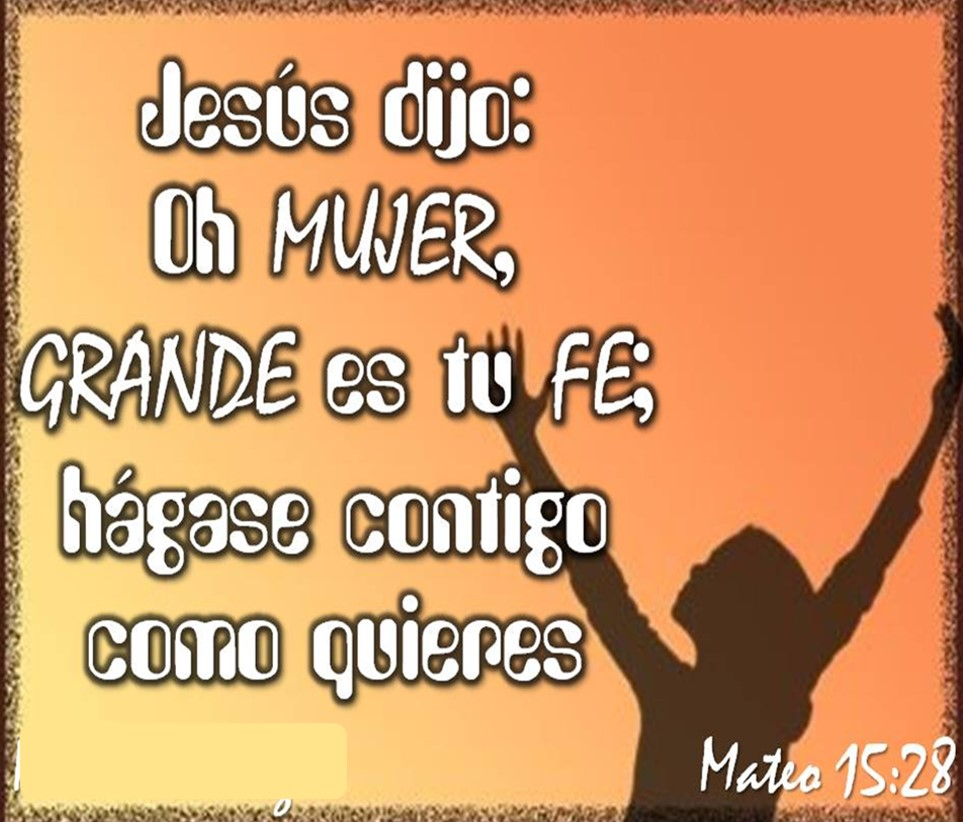 Jesús dijo:
Oh MUJER,
GRANDE es tu FE;
hágase contigo
como quieres
Mateo 15:28